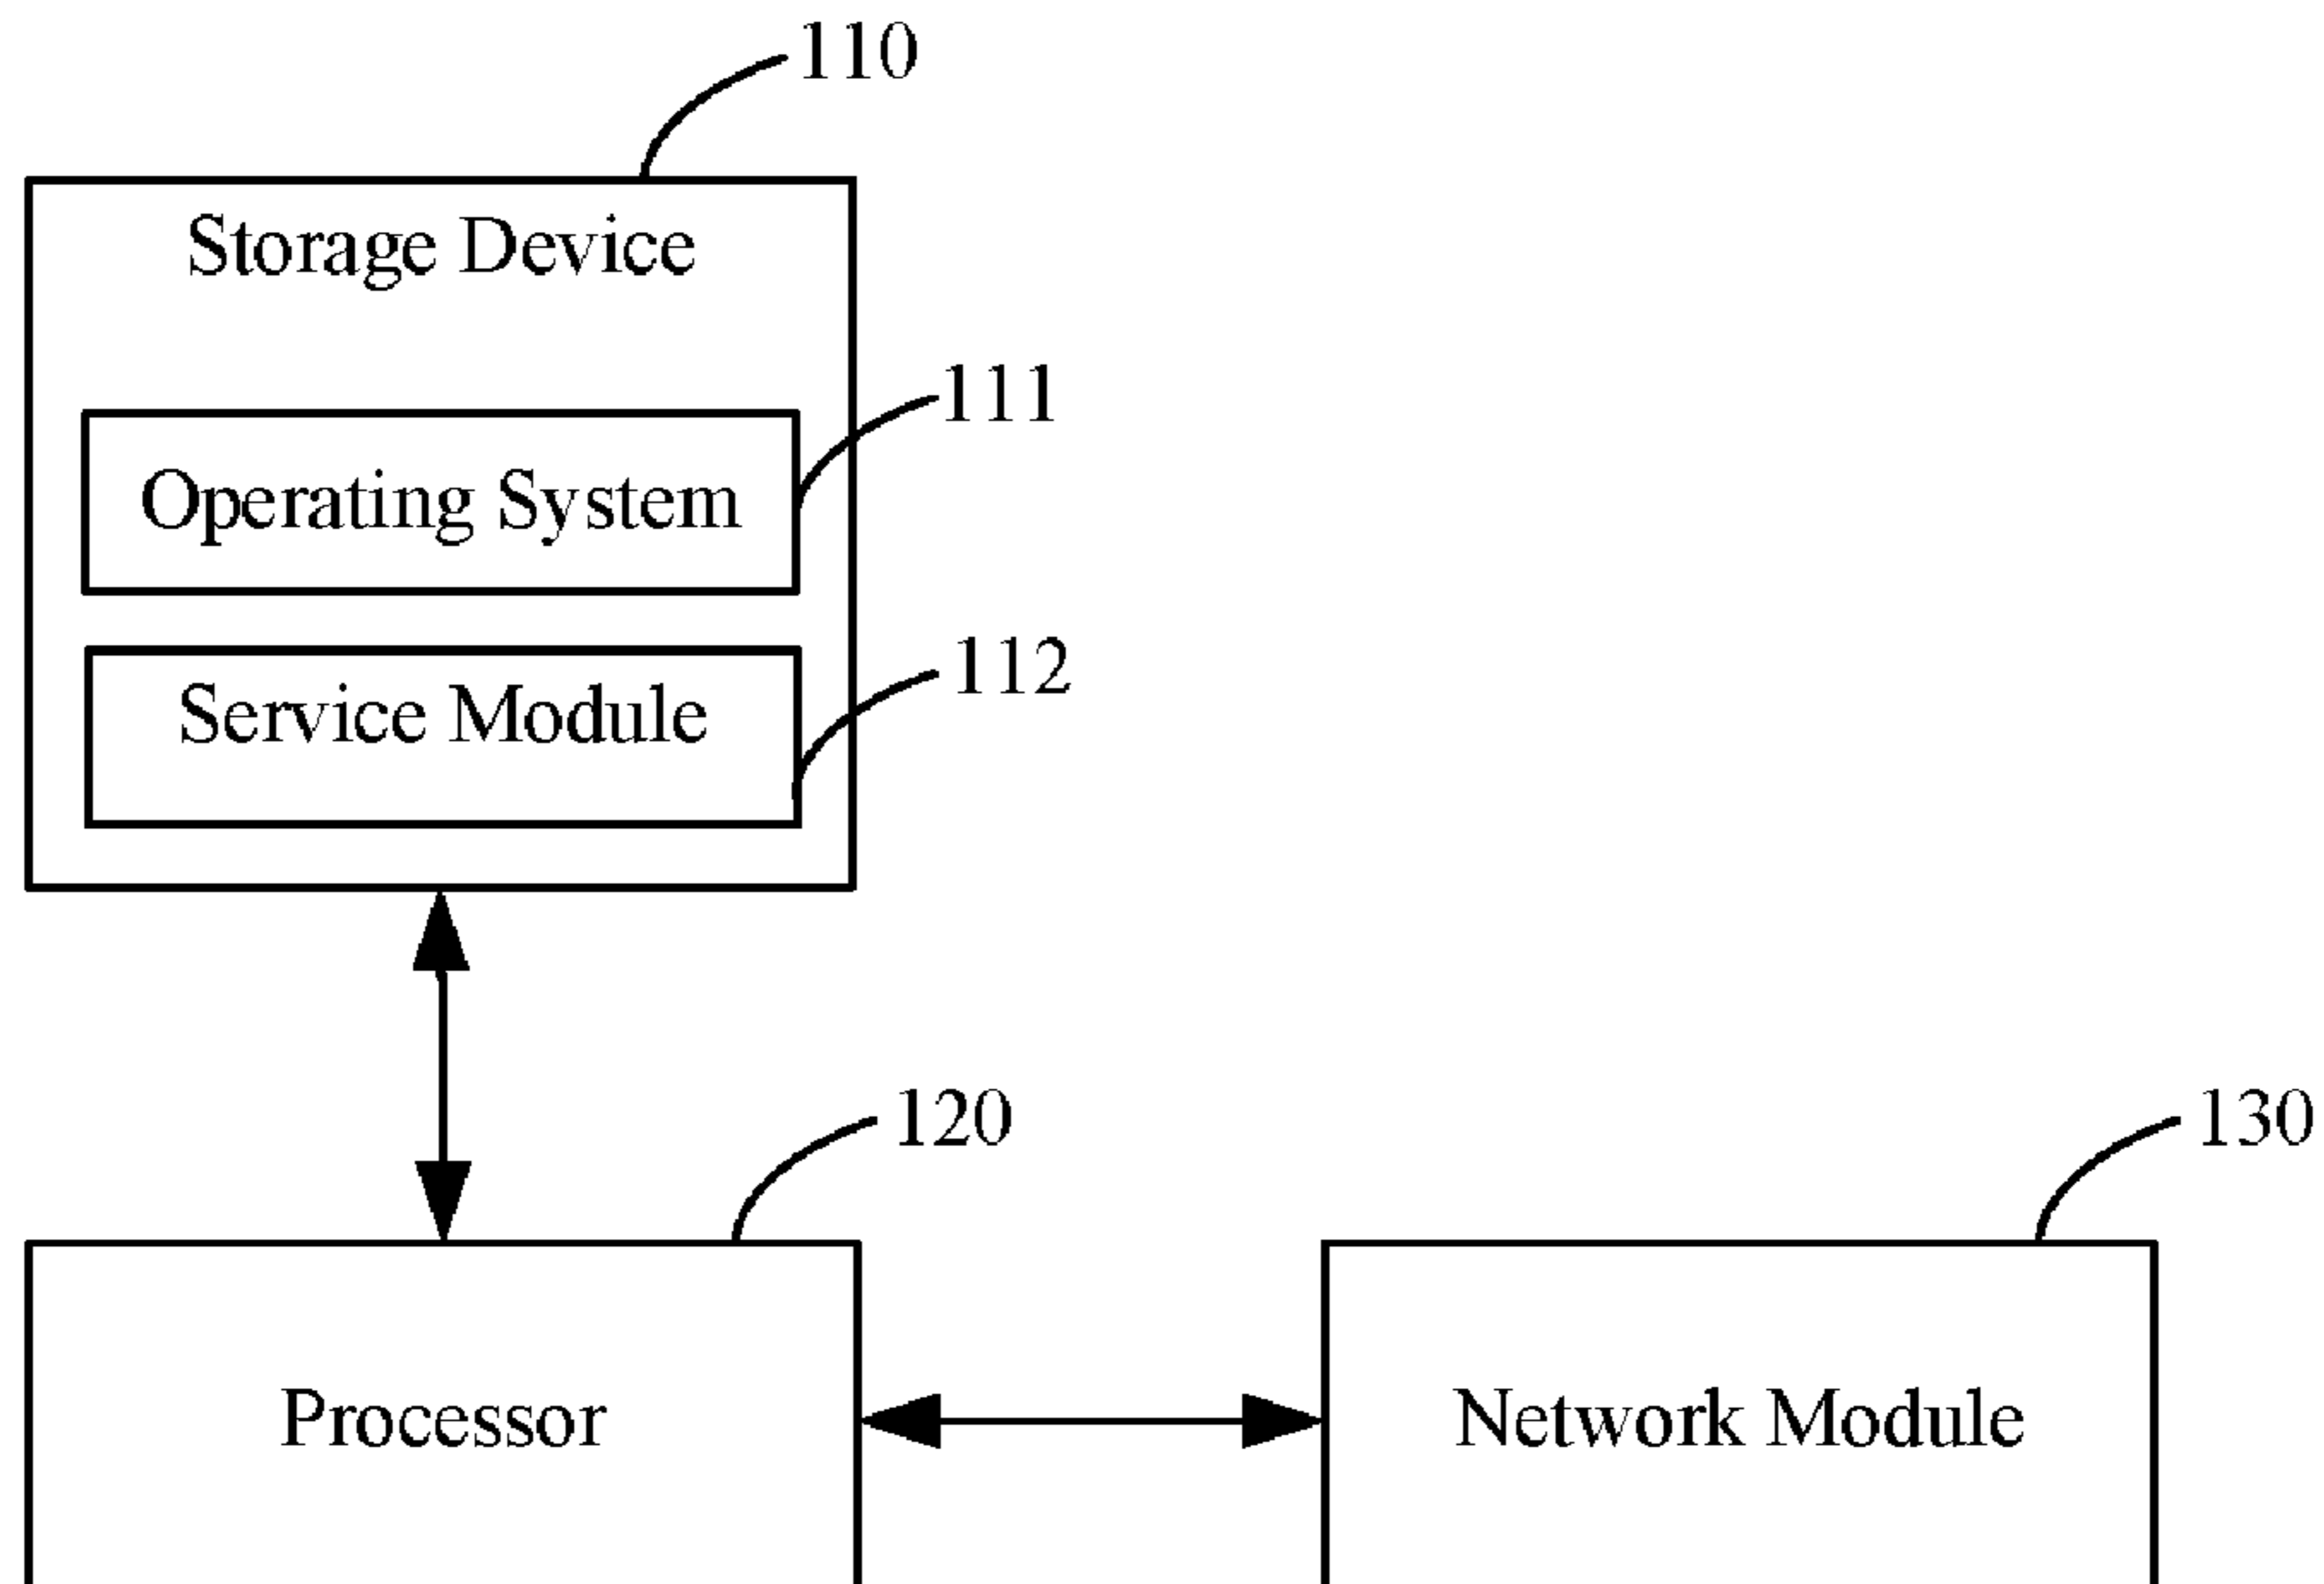 110
Storage Device
111
Operating System
112
Service Module
120
130
Processor
Network Module